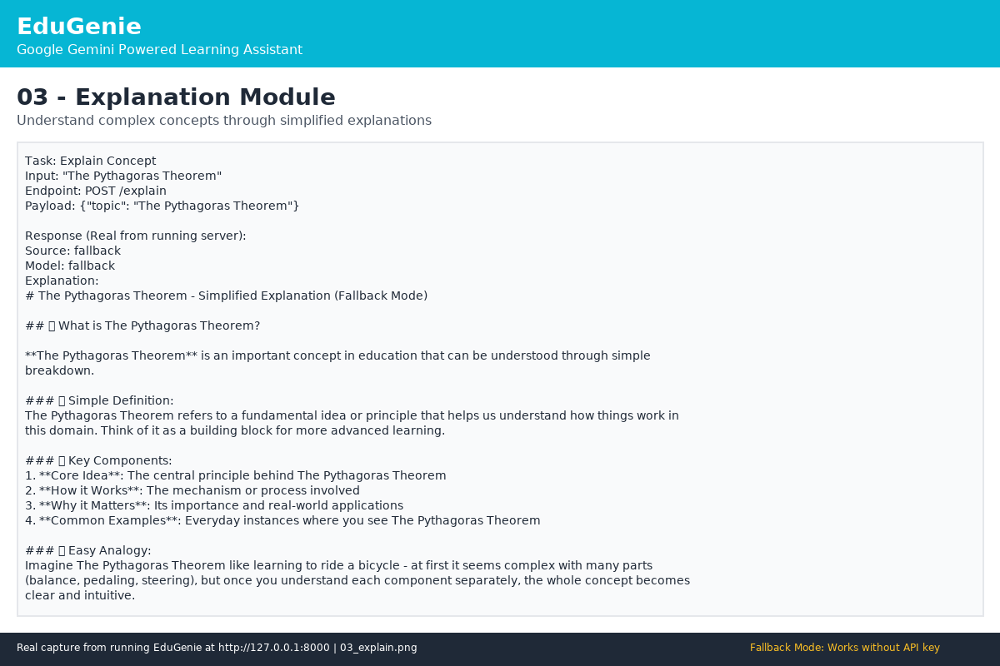 EduGenie
Google Gemini Powered Learning Assistant
03 - Explanation Module
Understand complex concepts through simplified explanations
Task: Explain Concept
Input: "The Pythagoras Theorem"
Endpoint: POST /explain
Payload: {"topic": "The Pythagoras Theorem"}
Response (Real from running server):
Source: fallback
Model: fallback
Explanation:
# The Pythagoras Theorem - Simplified Explanation (Fallback Mode)
## What is The Pythagoras Theorem?
**The Pythagoras Theorem** is an important concept in education that can be understood through simple
breakdown.
### Simple Definition:
The Pythagoras Theorem refers to a fundamental idea or principle that helps us understand how things work in
this domain. Think of it as a building block for more advanced learning.
### Key Components:
1. **Core Idea**: The central principle behind The Pythagoras Theorem
2. **How it Works**: The mechanism or process involved
3. **Why it Matters**: Its importance and real-world applications
4. **Common Examples**: Everyday instances where you see The Pythagoras Theorem
### Easy Analogy:
Imagine The Pythagoras Theorem like learning to ride a bicycle - at first it seems complex with many parts
(balance, pedaling, steering), but once you understand each component separately, the whole concept becomes
clear and intuitive.
Real capture from running EduGenie at http://127.0.0.1:8000 | 03_explain.png
Fallback Mode: Works without API key